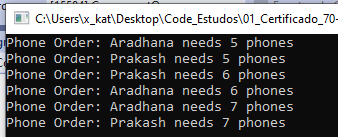 C:\Users\x_kat\Desktop\Code_Estudos\01_Certificado_70-
Phone Order: Aradhana needs 5 phones
Phone Order: Prakash needs 5 phones
Phone Order: Prakash needs 6 phones
Phone Order: Aradhana needs 6 phones
Phone Order: Aradhana needs 7 phones
Phone Order: Prakash needs 7 phones